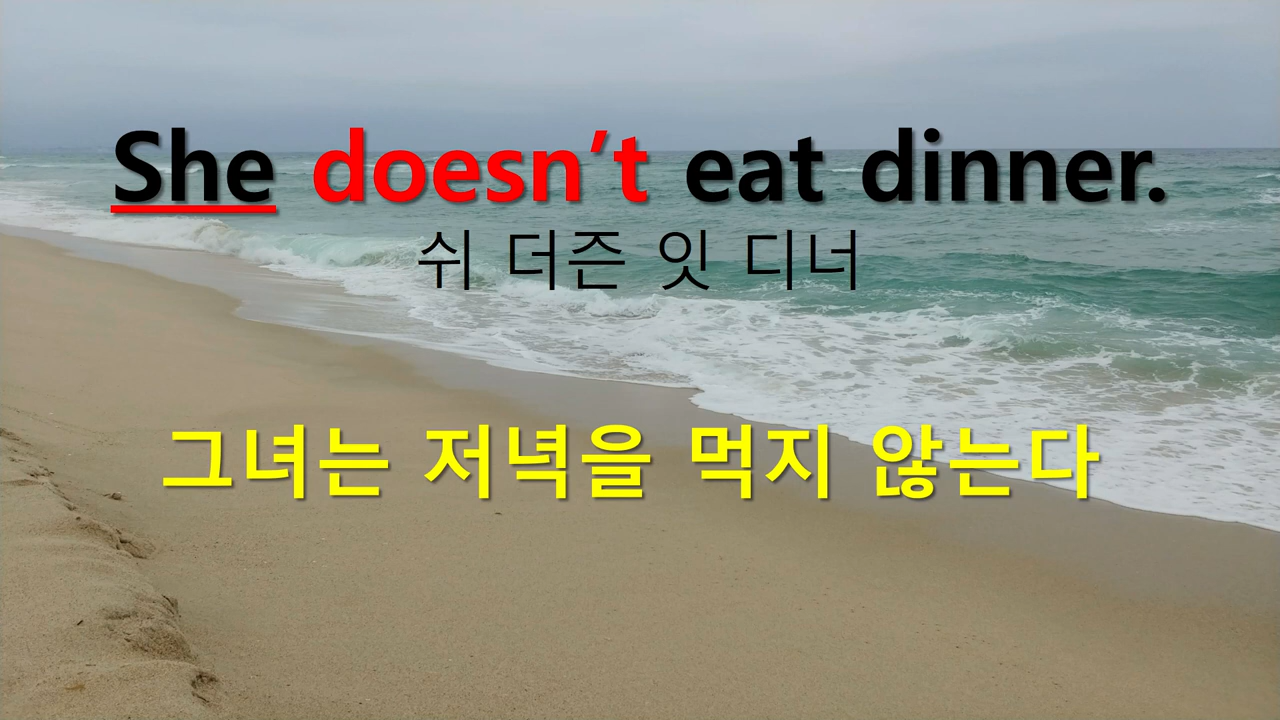 She doesn’t eat dinner.
쉬 더즌 잇 디너
그녀는 저녁을 먹지 않는다